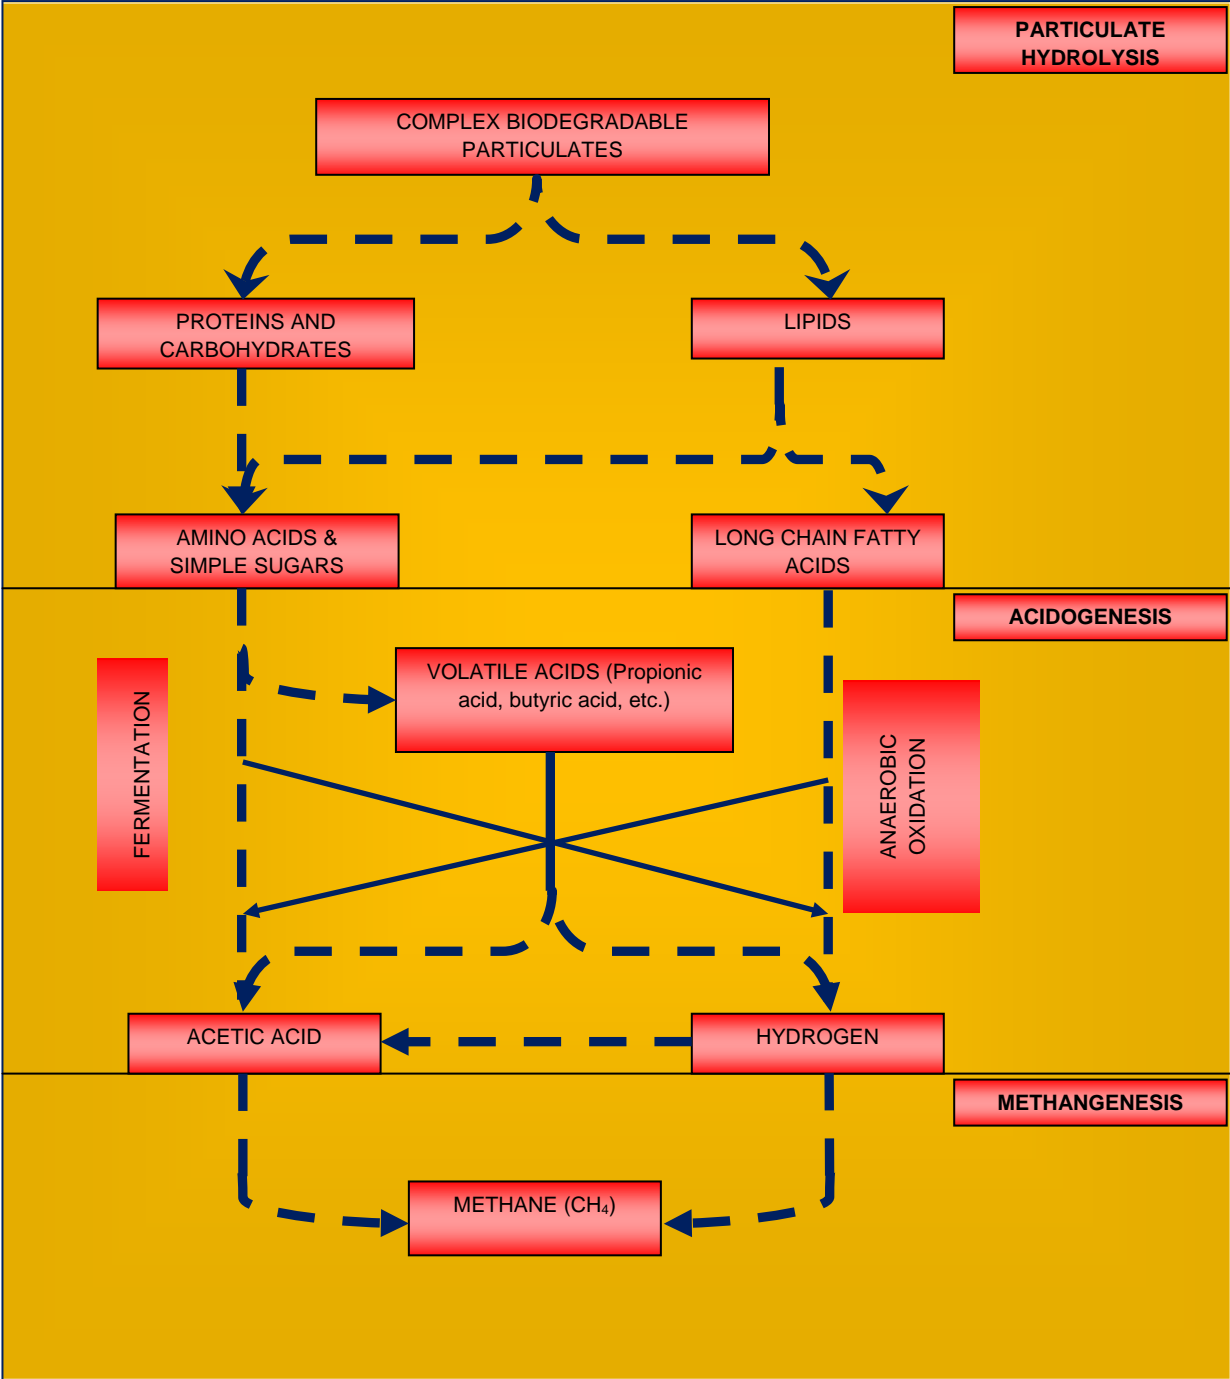 PARTICULATE
HYDROLYSIS
COMPLEX BIODEGRADABLE
PARTICULATES
PROTEINS AND
CARBOHYDRATES
LIPIDS
AMINO ACIDS &
SIMPLE SUGARS
LONG CHAIN FATTY
ACIDS
ACIDOGENESIS
VOLATILE ACIDS (Propionic
acid, butyric acid, etc.)
FERMENTATION
ANAEROBIC
OXIDATION
ACETIC ACID
HYDROGEN
METHANGENESIS
METHANE (CH₄)